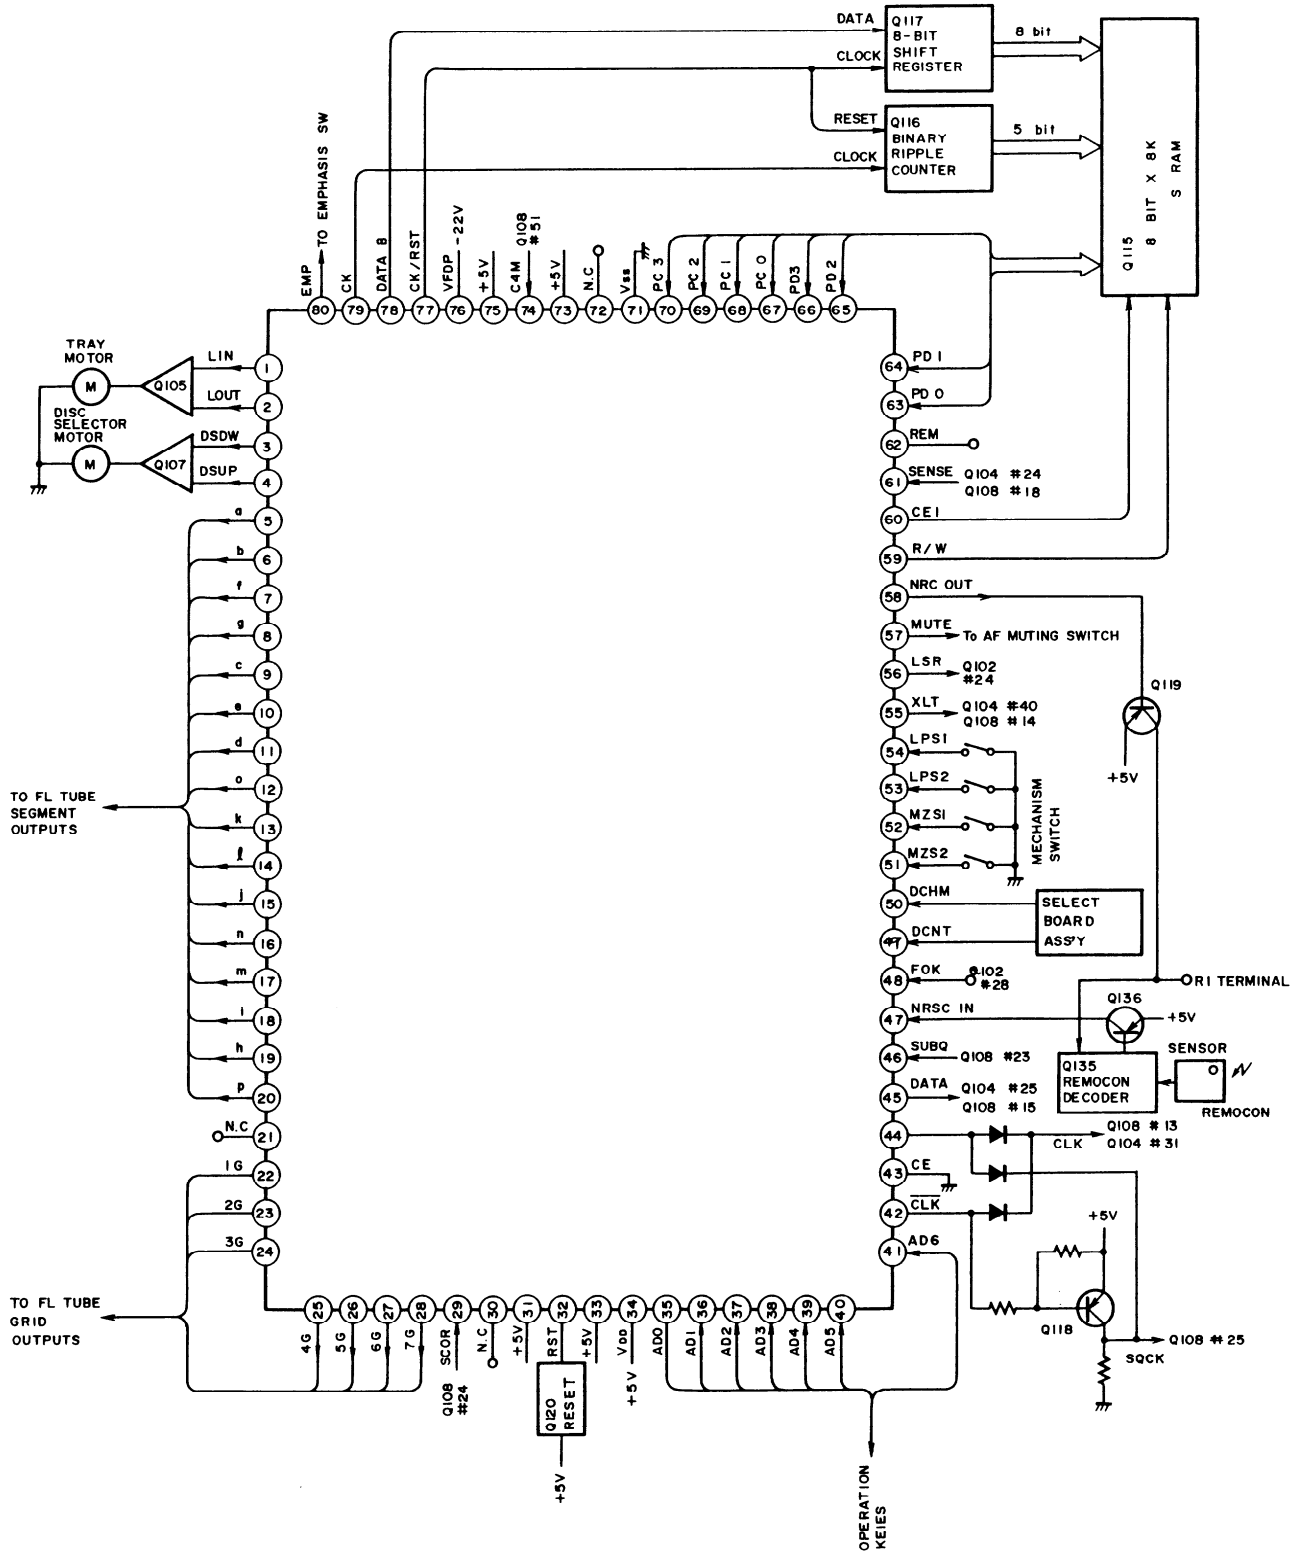 DATA
Q117
8-BIT
SHIFT
REGISTER
CLOCK
8 bit
RESET
Q116
BINARY
RIPPLE
COUNTER
CLOCK
5 bit
Q115
8 BIT X 8K
S RAM
TO EMPHASIS SW
EMP
CK
DATA 8
CK/RST
VFDP -22V
+5V
C4M
Q108
#51
+5V
N.C
Vss
PC 3
PC 2
PC 1
PC 0
PD3
PD2
80
79
78
77
76
75
74
73
72
71
70
69
68
67
66
65
TRAY
MOTOR
M
Q105
LIN
1
LOUT
2
DISC
SELECTOR
MOTOR
M
Q107
DSDW
3
DSUP
4
a
5
b
6
f
7
g
8
c
9
e
10
d
11
o
12
k
13
l
14
j
15
n
16
m
17
i
18
h
19
p
20
TO FL TUBE
SEGMENT
OUTPUTS
N.C
21
1G
22
2G
23
3G
24
TO FL TUBE
GRID
OUTPUTS
64
PD 1
63
PD 0
62
REM
61
SENSE
Q104 #24
Q108 #18
60
CE1
59
R/W
58
NRC OUT
57
MUTE
To AF MUTING SWITCH
56
LSR
Q102
#24
55
XLT
Q104 #40
Q108 #14
54
LPS1
53
LPS2
52
MZS1
51
MZS2
MECHANISM
SWITCH
Q119
+5V
50
DCHM
49
DCNT
SELECT
BOARD
ASS'Y
48
FOK
Q102
#28
R1 TERMINAL
47
NRSC IN
Q136
+5V
46
SUBQ
Q108 #23
Q135
REMOCON
DECODER
SENSOR
REMOCON
45
DATA
Q104 #25
Q108 #15
44
CLK
Q108 #13
Q104 #31
43
CE
42
CLK
41
AD6
+5V
Q118
SQCK
Q108 #25
25
26
27
28
29
30
31
32
33
34
35
36
37
38
39
40
4G
5G
6G
7G
SCOR
Q108
#24
N.C
+5V
RST
Q120
RESET
+5V
+5V
VDD
+5V
AD0
AD1
AD2
AD3
AD4
AD5
OPERATION
KEIES